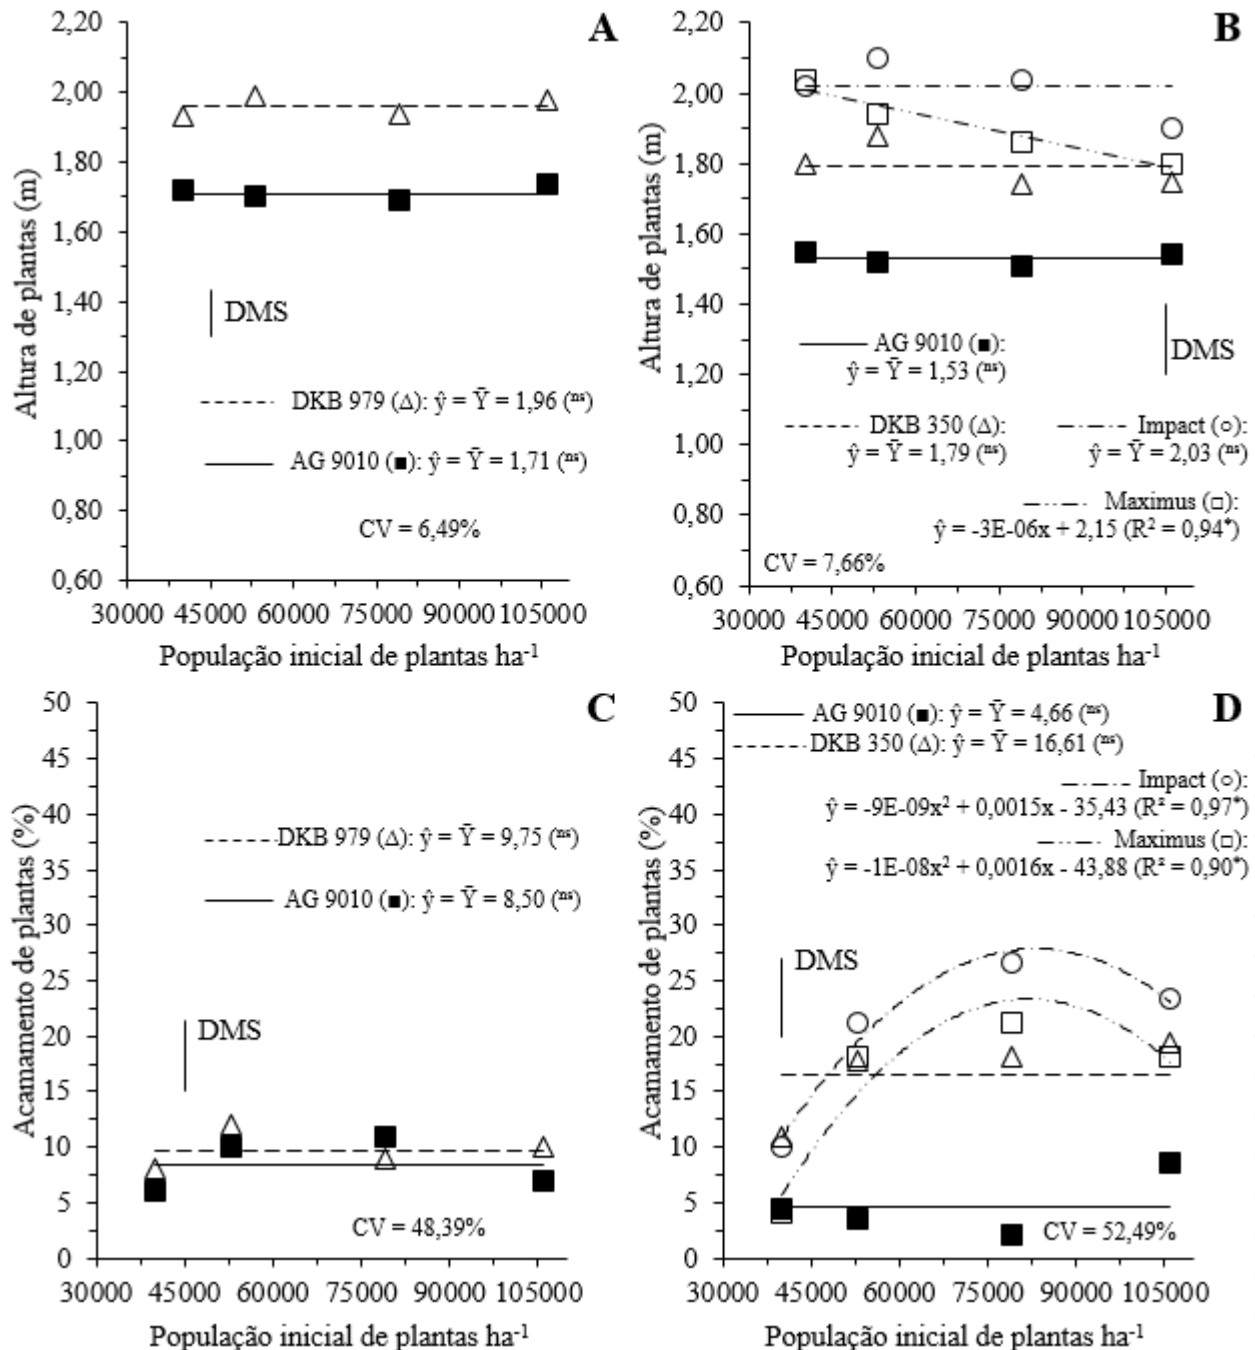 A
2,20
2,00
1,80
1,60
1,40
1,20
1,00
0,80
0,60
Altura de plantas (m)
DMS
DKB 979 (Δ): ŷ = Ȳ = 1,96 (ns)
AG 9010 (■): ŷ = Ȳ = 1,71 (ns)
CV = 6,49%
30000 45000 60000 75000 90000 105000
População inicial de plantas ha-1
B
2,20
2,00
1,80
1,60
1,40
1,20
1,00
0,80
0,60
Altura de plantas (m)
AG 9010 (■):
ŷ = Ȳ = 1,53 (ns)
DMS
DKB 350 (Δ):
ŷ = Ȳ = 1,79 (ns)
Impact (○):
ŷ = Ȳ = 2,03 (ns)
Maximus (□):
ŷ = -3E-06x + 2,15 (R² = 0,94*)
CV = 7,66%
30000 45000 60000 75000 90000 105000
População inicial de plantas ha-1
C
50
45
40
35
30
25
20
15
10
5
0
Acamamento de plantas (%)
DKB 979 (Δ): ŷ = Ȳ = 9,75 (ns)
AG 9010 (■): ŷ = Ȳ = 8,50 (ns)
DMS
CV = 48,39%
30000 45000 60000 75000 90000 105000
População inicial de plantas ha-1
D
50
45
40
35
30
25
20
15
10
5
0
Acamamento de plantas (%)
AG 9010 (■): ŷ = Ȳ = 4,66 (ns)
DKB 350 (Δ): ŷ = Ȳ = 16,61 (ns)
Impact (○):
ŷ = -9E-09x² + 0,0015x - 35,43 (R² = 0,97*)
Maximus (□):
ŷ = -1E-08x² + 0,0016x - 43,88 (R² = 0,90*)
DMS
CV = 52,49%
30000 45000 60000 75000 90000 105000
População inicial de plantas ha-1